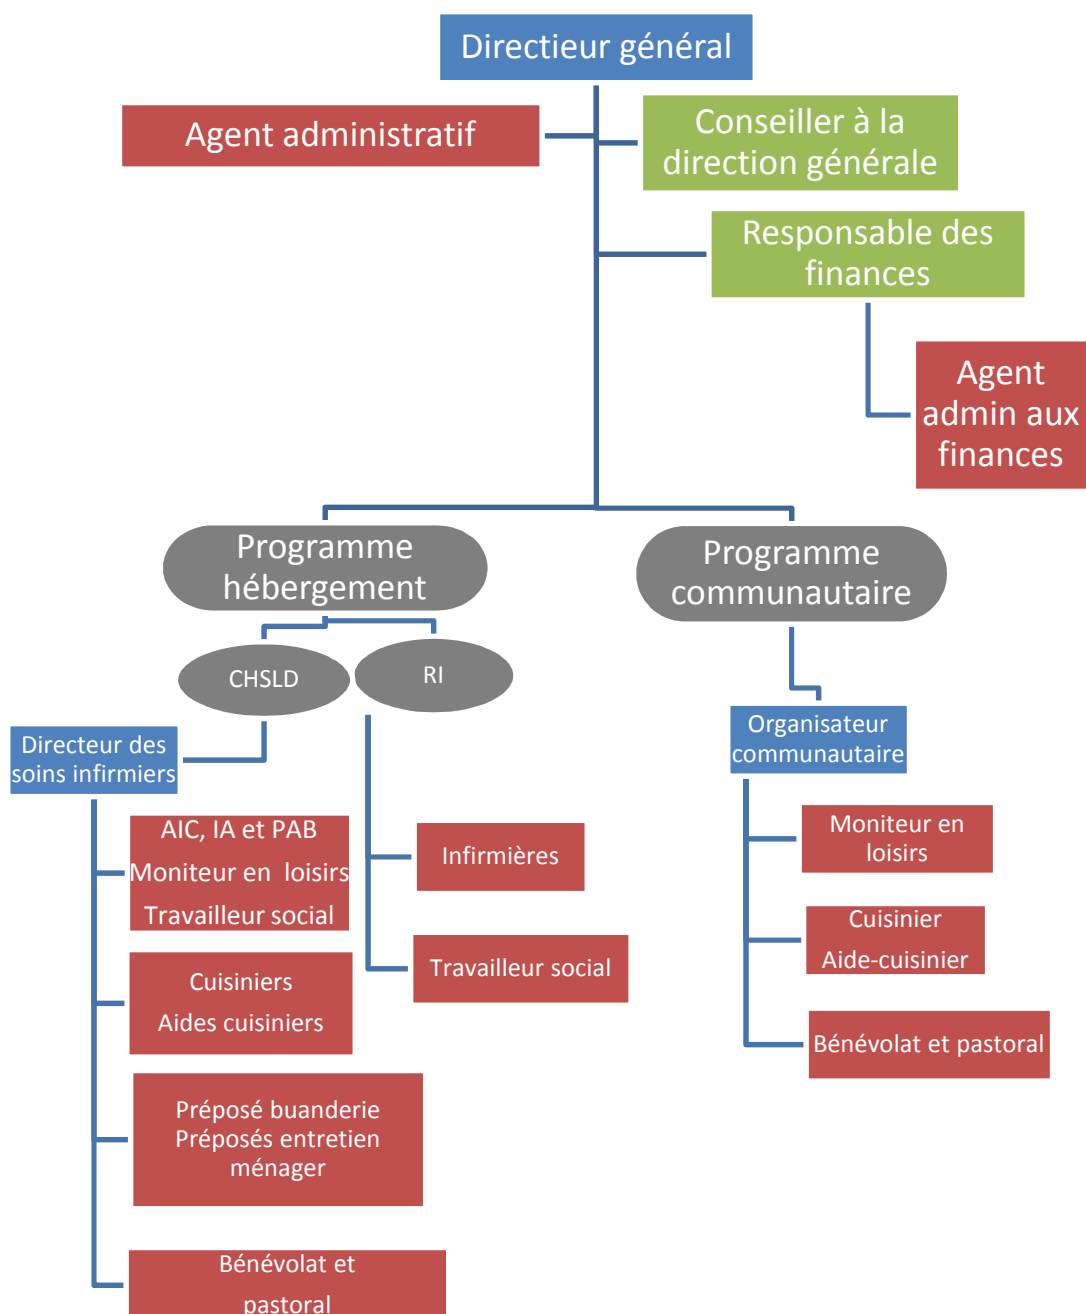 Directieur général
Agent administratif
Conseiller à la
direction générale
Responsable des
finances
Agent
admin aux
finances
Programme
hébergement
Programme
communautaire
CHSLD
RI
Directeur des
soins infirmiers
Organisateur
communautaire
AIC, IA et PAB
Moniteur en loisirs
Travailleur social
Infirmières
Moniteur en
loisirs
Cuisiniers
Aides cuisiniers
Travailleur social
Cuisinier
Aide-cuisinier
Préposé buanderie
Préposés entretien
ménager
Bénévolat et pastoral
Bénévolat et
pastoral